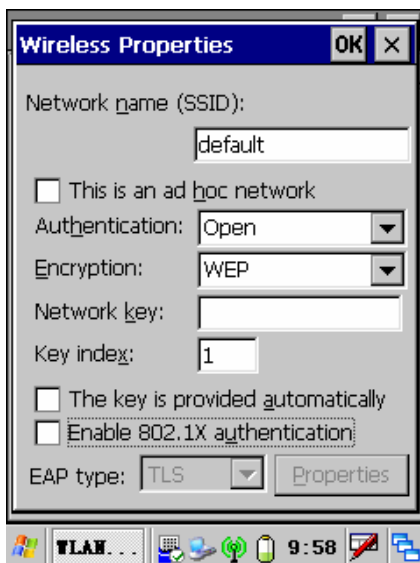 Wireless Properties OK ×
Network name (SSID):
default
This is an ad hoc network
Authentication: Open
Encryption: WEP
Network key:
Key index: 1
The key is provided automatically
Enable 802.1X authentication
EAP type: TLS Properties
WLAN... 9:58